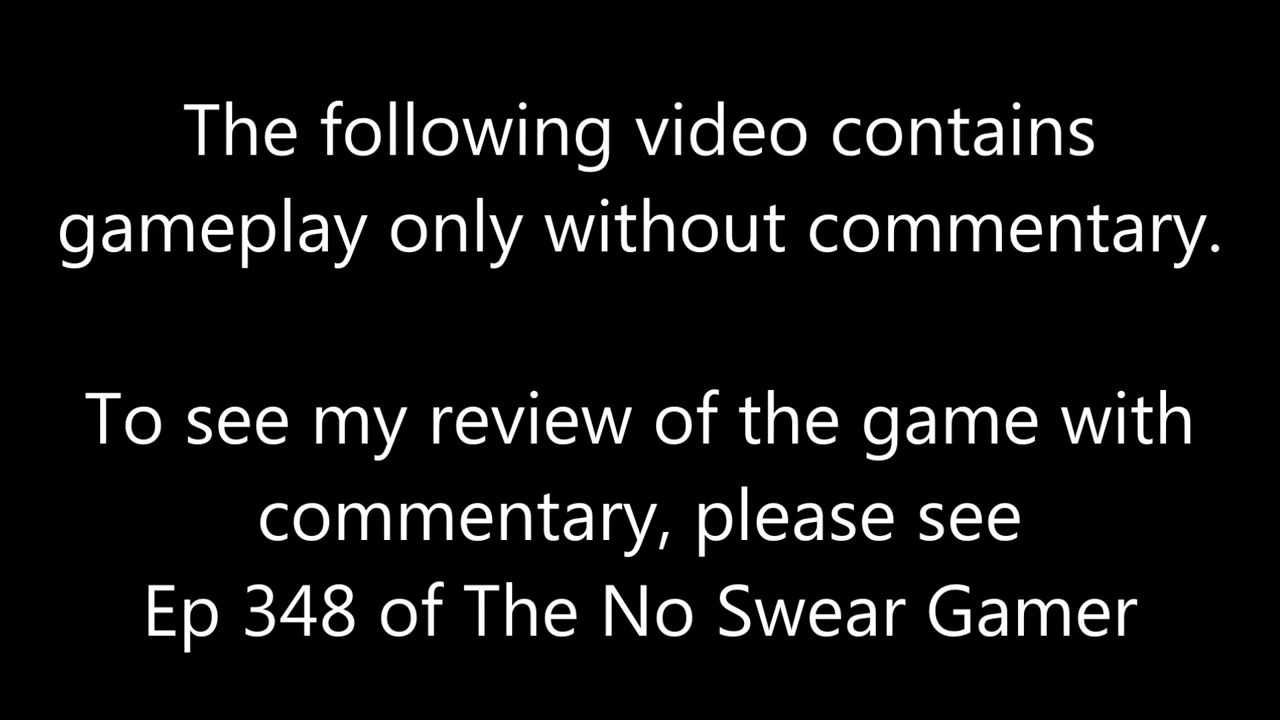 The following video contains
gameplay only without commentary.
To see my review of the game with
commentary, please see
Ep 348 of The No Swear Gamer